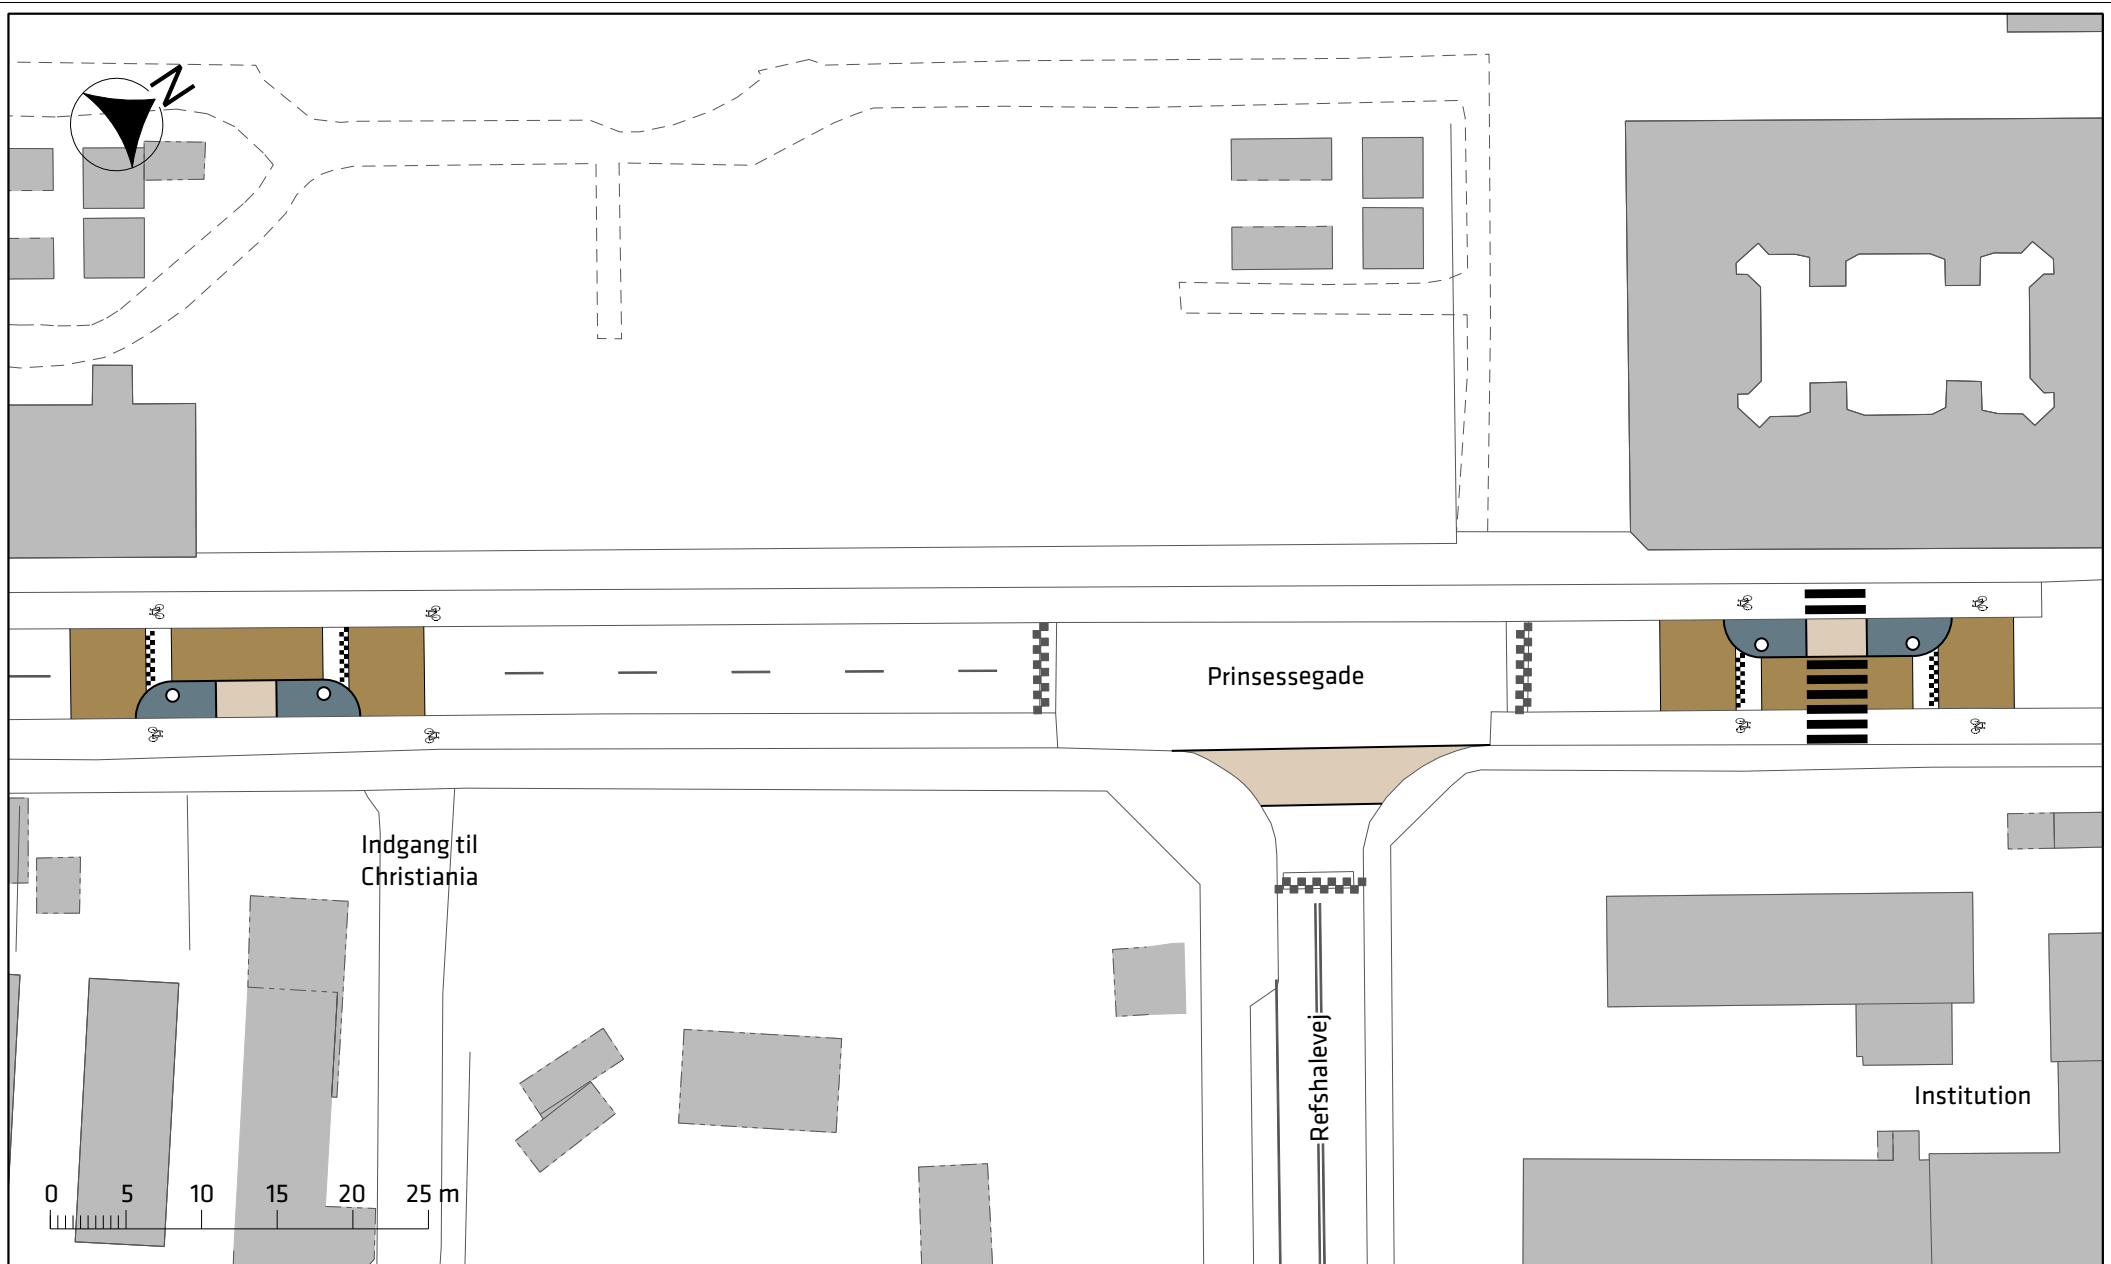 N
Prinsessegade
Indgang til
Christiania
Refshalevej
Institution
0 5 10 15 20 25 m